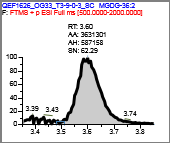 QEF1626_OG33_T3-9-0-3_SC MGOG-36:2
F: FTMS + p ESI Full ms [500.0000-2000.0000]
RT: 3.60
AA: 3631301
AH: 587158
SN: 62.29
100
80
60
40
20
0
3.39
3.43
3.74
3.4 3.5 3.6 3.7 3.8